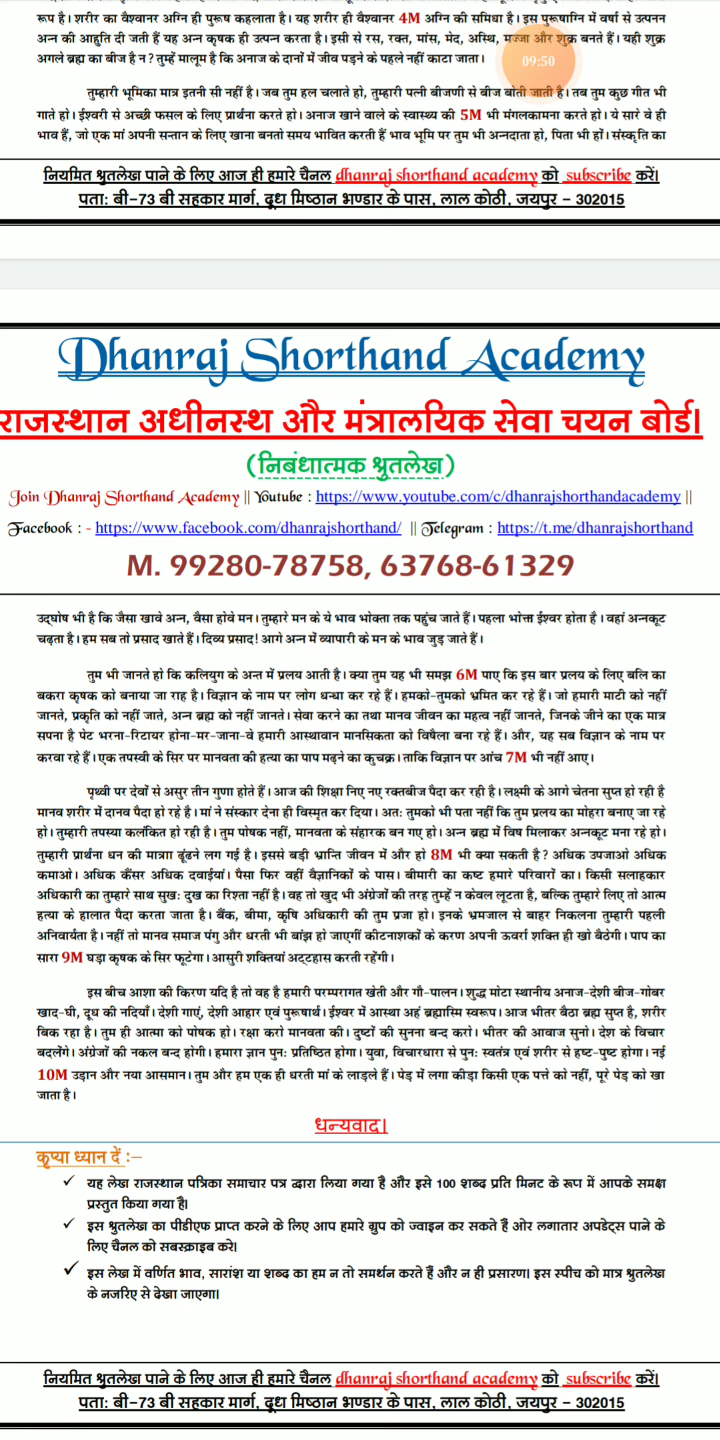 रूप है। शरीर का वैश्वानर अग्नि ही पुरूष कहलाता है। यह शरीर ही वैश्वानर 4M अग्नि की समिधा है। इस पुरूषाग्नि में वर्षा से उत्पनन
अन्न की आहुति दी जती हैं यह अन्न कृषक ही उत्पन्न करता है। इसी से रस, रक्त, मांस, मेद, अस्थि, मज्जा और शुक्र बनते हैं। यही शुक्र
अगले ब्रह्म का बीज है न? तुम्हें मालूम है कि अनाज के दानों में जीव पड़ने के पहले नहीं काटा जाता।
09:50
तुम्हारी भूमिका मात्र इतनी सी नहीं है। जब तुम हल चलाते हो, तुम्हारी पत्नी बीजणी से बीज बोती जाती है। तब तुम कुछ गीत भी
गाते हो। ईश्वरी से अच्छी फसल के लिए प्रार्थना करते हो। अनाज खाने वाले के स्वास्थ्य की 5M भी मंगलकामना करते हो। ये सारे वे ही
भाव हैं, जो एक मां अपनी सन्तान के लिए खाना बनतो समय भावित करती हैं भाव भूमि पर तुम भी अन्नदाता हो, पिता भी हों। संस्कृति का
नियमित श्रुतलेख पाने के लिए आज ही हमारे चैनल dhanraj shorthand academy को subscribe करें।
पता: बी-73 बी सहकार मार्ग, दूध मिष्ठान भण्डार के पास, लाल कोठी, जयपुर – 302015
Dhanraj Shorthand Academy
राजस्थान अधीनस्थ और मंत्रालयिक सेवा चयन बोर्ड।
(निबंधात्मक श्रुतलेख)
Join Dhanraj Shorthand Academy || Youtube : https://www.youtube.com/c/dhanrajshorthandacademy ||
Facebook : - https://www.facebook.com/dhanrajshorthand/ || Telegram : https://t.me/dhanrajshorthand
M. 99280-78758, 63768-61329
उद्घोष भी है कि जैसा खावे अन्न, वैसा होवे मन। तुम्हारे मन के ये भाव भोक्ता तक पहुंच जाते हैं। पहला भोक्त ईश्वर होता है। वहां अन्नकूट
चढ़ता है। हम सब तो प्रसाद खाते हैं। दिव्य प्रसाद! आगे अन्न में व्यापारी के मन के भाव जुड़ जाते हैं।
तुम भी जानते हो कि कलियुग के अन्त में प्रलय आती है। क्या तुम यह भी समझ 6M पाए कि इस बार प्रलय के लिए बलि का
बकरा कृषक को बनाया जा राह है। विज्ञान के नाम पर लोग धन्धा कर रहे हैं। हमको-तुमको भ्रमित कर रहे हैं। जो हमारी माटी को नहीं
जानते, प्रकृति को नहीं जाते, अन्न ब्रह्म को नहीं जानते। सेवा करने का तथा मानव जीवन का महत्व नहीं जानते, जिनके जीने का एक मात्र
सपना है पेट भरना-रिटायर होना-मर-जाना-वे हमारी आस्थावान मानसिकता को विषैला बना रहे हैं। और, यह सब विज्ञान के नाम पर
करवा रहे हैं। एक तपस्वी के सिर पर मानवता की हत्या का पाप मढ़ने का कुचक्र। ताकि विज्ञान पर आंच 7M भी नहीं आए।
पृथ्वी पर देवों से असुर तीन गुणा होते हैं। आज की शिक्षा निए नए रक्तबीज पैदा कर रही है। लक्ष्मी के आगे चेतना सुप्त हो रही है
मानव शरीर में दानव पैदा हो रहे है। मां ने संस्कार देना ही विस्मृत कर दिया। अत: तुमको भी पता नहीं कि तुम प्रलय का मोहरा बनाए जा रहे
हो। तुम्हारी तपस्या कलंकित हो रही है। तुम पोषक नहीं, मानवता के संहारक बन गए हो। अन्न ब्रह्म में विष मिलाकर अन्नकूट मना रहे हो।
तुम्हारी प्रार्थना धन की मात्राा ढूंढने लग गई है। इससे बड़ी भ्रान्ति जीवन में और हो 8M भी क्या सकती है? अधिक उपजाओ अधिक
कमाओ। अधिक कैंसर अधिक दवाईयां। पैसा फिर वहीं वैज्ञानिकों के पास। बीमारी का कष्ट हमारे परिवारों का। किसी सलाहकार
अधिकारी का तुम्हारे साथ सुख: दुख का रिश्ता नहीं है। वह तो खुद भी अंग्रेजों की तरह तुम्हें न केवल लूटता है, बल्कि तुम्हारे लिए तो आत्म
हत्या के हालात पैदा करता जाता है। बैंक, बीमा, कृषि अधिकारी की तुम प्रजा हो। इनके भ्रमजाल से बाहर निकलना तुम्हारी पहली
अनिवार्यता है। नहीं तो मानव समाज पंगु और धरती भी बांझ हो जाएगीं कीटनाशकों के करण अपनी ऊवर्रा शक्ति ही खो बैठेगी। पाप का
सारा 9M घड़ा कृषक के सिर फूटेगा। आसुरी शक्तियां अट्टहास करती रहेंगी।
इस बीच आशा की किरण यदि है तो वह है हमारी परम्परागत खेती और गौ-पालन। शुद्ध मोटा स्थानीय अनाज-देशी बीज-गोबर
खाद-घी, दूध की नदियाँ। देशी गाएं, देशी आहार एवं पुरूषार्थ। ईश्वर में आस्था अहं ब्रह्मास्मि स्वरूप। आज भीतर बैठा ब्रह्म सुप्त है, शरीर
बिक रहा है। तुम ही आत्मा को पोषक हो। रक्षा करो मानवता की। दुष्टों की सुनना बन्द करो। भीतर की आवाज सुनो। देश के विचार
बदलेंगे। अंग्रेजों की नकल बन्द होगी। हमारा ज्ञान पुन: प्रतिष्ठित होगा। युवा, विचारधारा से पुन: स्वतंत्र एवं शरीर से हष्ट-पुष्ट होगा। नई
10M उड़ान और नया आसमान। तुम और हम एक ही धरती मां के लाड़ले हैं। पेड़ में लगा कीड़ा किसी एक पत्ते को नहीं, पूरे पेड़ को खा
जाता है।
धन्यवाद।
कृप्या ध्यान दें :–
✓ यह लेख राजस्थान पत्रिका समाचार पत्र द्वारा लिया गया है और इसे 100 शब्द प्रति मिनट के रूप में आपके समक्ष
प्रस्तुत किया गया है।
✓ इस श्रुतलेख का पीडीएफ प्राप्त करने के लिए आप हमारे ग्रुप को ज्वाइन कर सकते हैं ओर लगातार अपडेट्स पाने के
लिए चैनल को सबस्क्राइब करे।
✓ इस लेख में वर्णित भाव, सारांश या शब्द का हम न तो समर्थन करते हैं और न ही प्रसारण। इस स्पीच को मात्र श्रुतलेख
के नजरिए से देखा जाएगा।
नियमित श्रुतलेख पाने के लिए आज ही हमारे चैनल dhanraj shorthand academy को subscribe करें।
पता: बी-73 बी सहकार मार्ग, दूध मिष्ठान भण्डार के पास, लाल कोठी, जयपुर – 302015